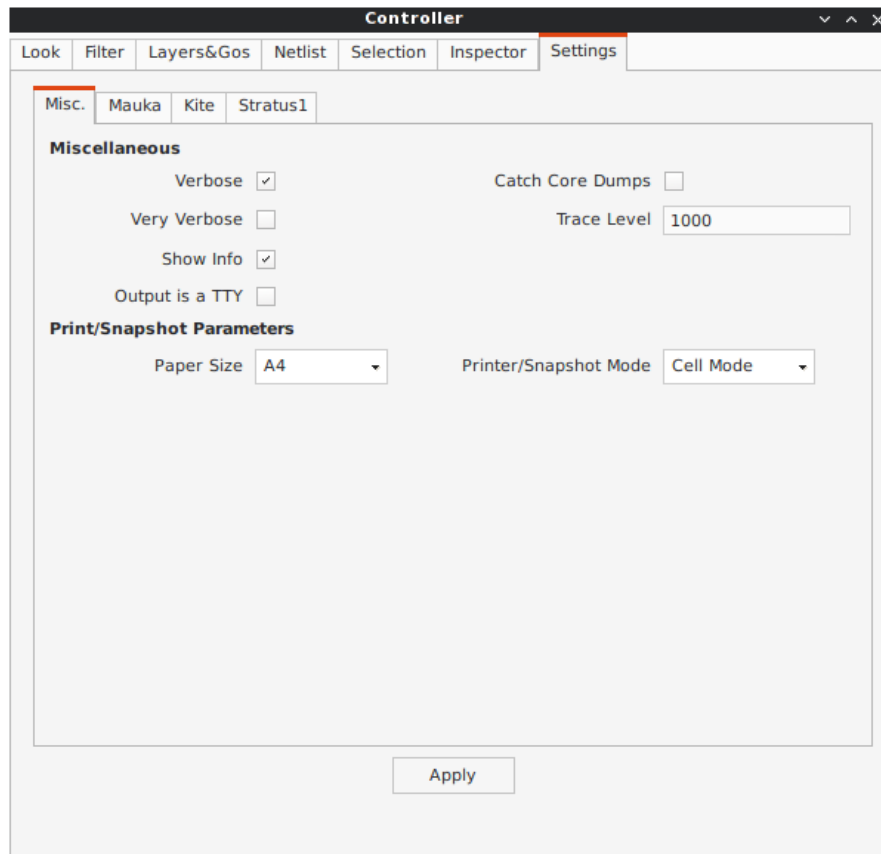 Controller
Look Filter Layers&Gos Netlist Selection Inspector Settings
Misc. Mauka Kite Stratus1
Miscellaneous
Verbose Catch Core Dumps
Very Verbose Trace Level 1000
Show Info
Output is a TTY
Print/Snapshot Parameters
Paper Size A4 Printer/Snapshot Mode Cell Mode
Apply